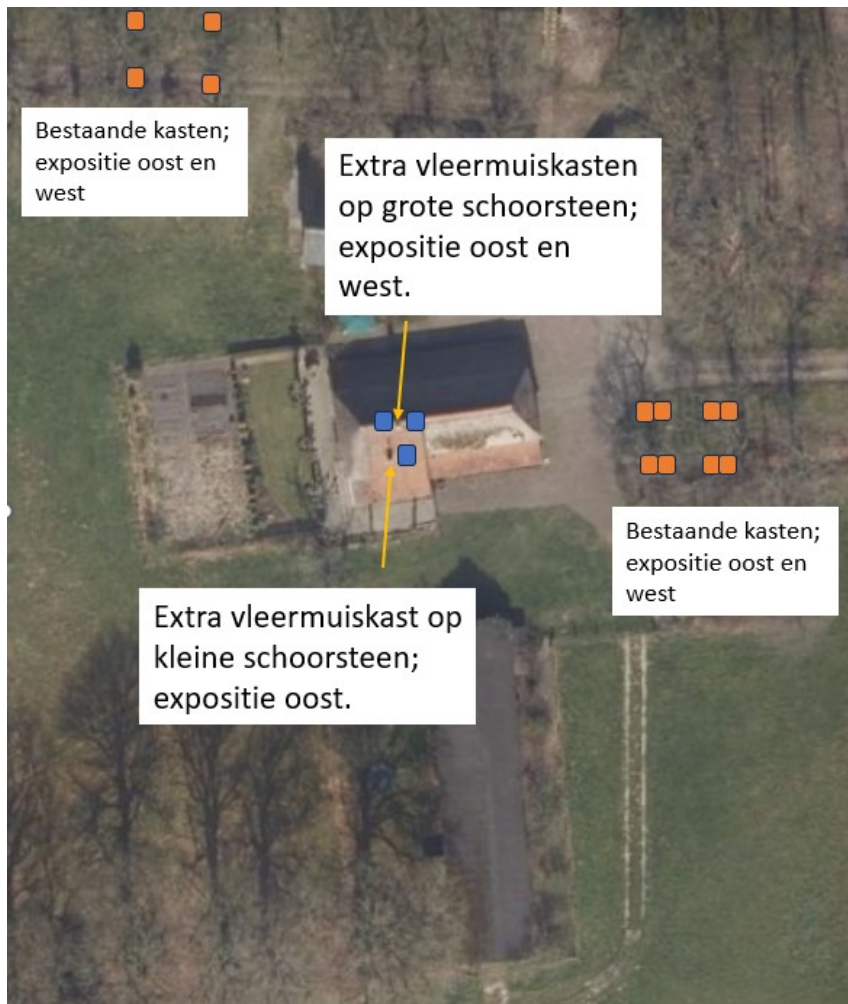 Bestaande kasten;
expositie oost en
west
Extra vleermuiskasten
op grote schoorsteen;
expositie oost en
west.
Bestaande kasten;
expositie oost en
west
Extra vleermuiskast op
kleine schoorsteen;
expositie oost.